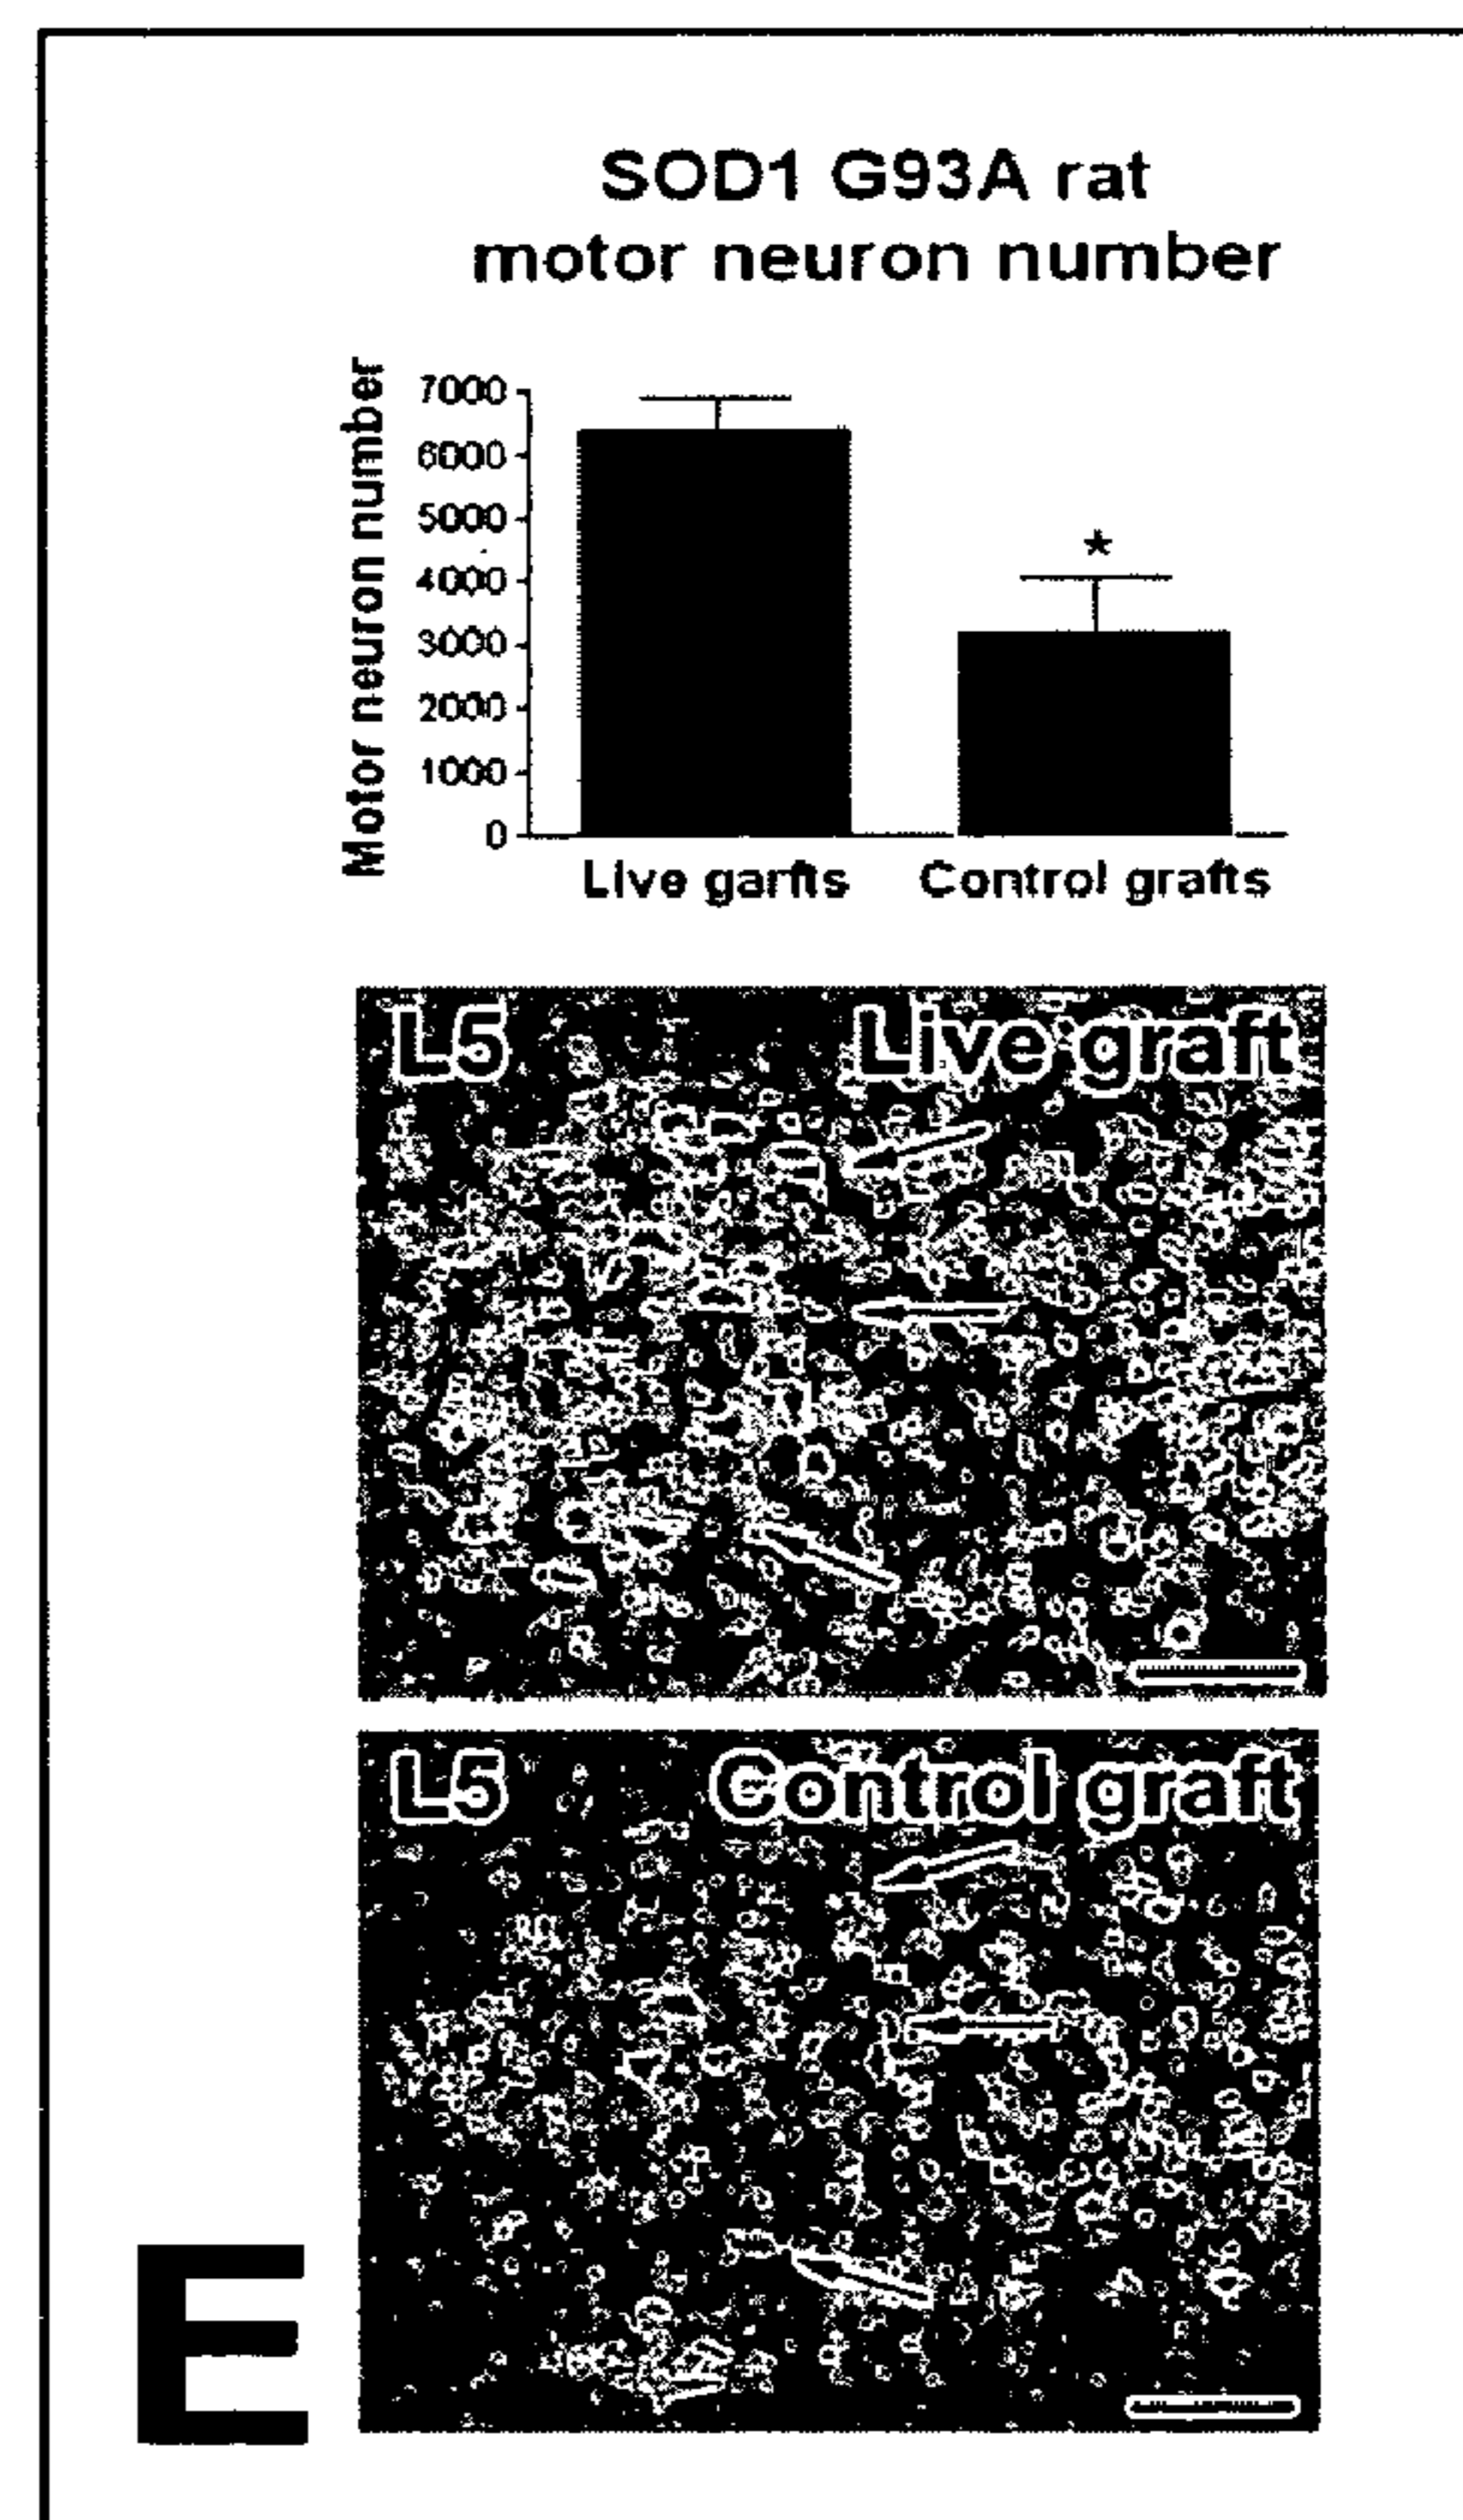 SOD1 G93A rat
motor neuron number
Motor neuron number
7000
6000
5000
4000
3000
2000
1000
0
*
Live garfts
Control grafts
L5 Live graft
L5 Control graft
E